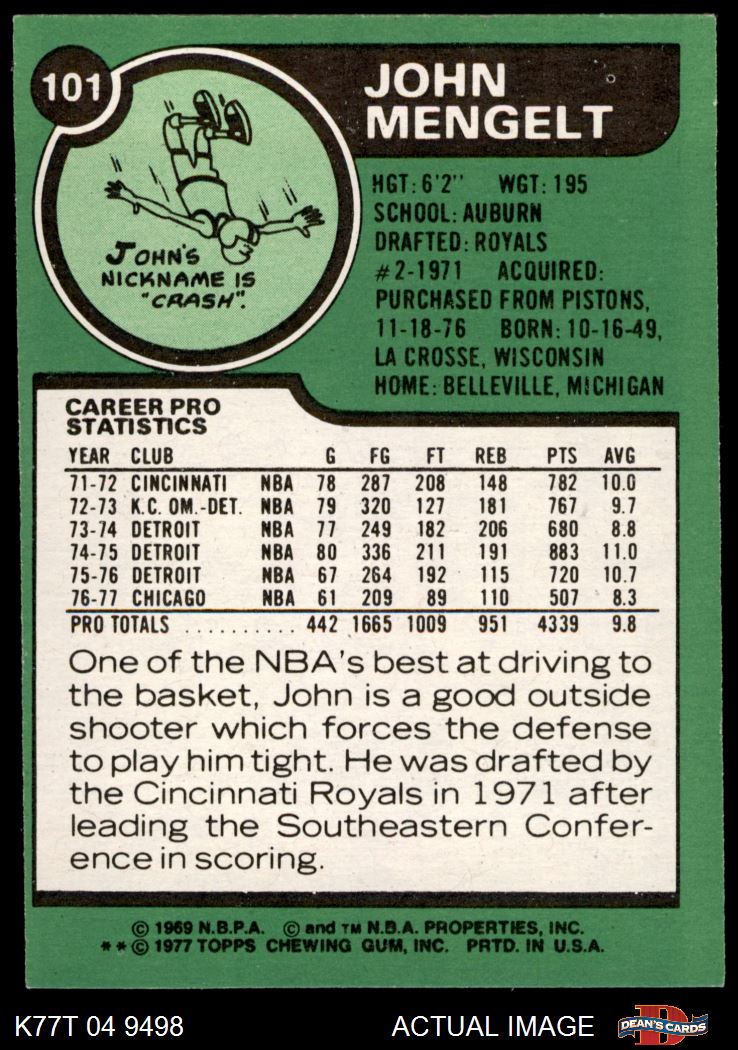 101
JOHN
MENGELT
JOHN'S
NICKNAME IS
"CRASH".
HGT: 6'2" WGT: 195
SCHOOL: AUBURN
DRAFTED: ROYALS
#2-1971 ACQUIRED:
PURCHASED FROM PISTONS,
11-18-76 BORN: 10-16-49,
LA CROSSE, WISCONSIN
HOME: BELLEVILLE, MICHIGAN
CAREER PRO
STATISTICS
YEAR CLUB G FG FT REB PTS AVG
71-72 CINCINNATI NBA 78 287 208 148 782 10.0
72-73 K.C. OM.-DET. NBA 79 320 127 181 767 9.7
73-74 DETROIT NBA 77 249 182 206 680 8.8
74-75 DETROIT NBA 80 336 211 191 883 11.0
75-76 DETROIT NBA 67 264 192 115 720 10.7
76-77 CHICAGO NBA 61 209 89 110 507 8.3
PRO TOTALS .......... 442 1665 1009 951 4339 9.8
One of the NBA's best at driving to
the basket, John is a good outside
shooter which forces the defense
to play him tight. He was drafted by
the Cincinnati Royals in 1971 after
leading the Southeastern Confer-
ence in scoring.
© 1969 N.B.P.A. © and TM N.B.A. PROPERTIES, INC.
**© 1977 TOPPS CHEWING GUM, INC. PRTD. IN U.S.A.
K77T 04 9498 ACTUAL IMAGE D DEAN'S CARDS